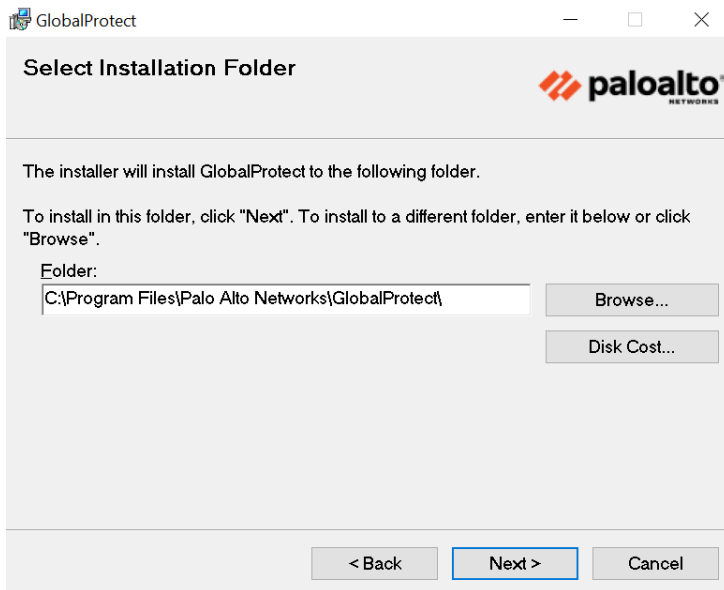 GlobalProtect
Select Installation Folder
paloalto
NETWORKS
The installer will install GlobalProtect to the following folder.
To install in this folder, click "Next". To install to a different folder, enter it below or click
"Browse".
Folder:
C:\Program Files\Palo Alto Networks\GlobalProtect\
Browse...
Disk Cost...
< Back
Next >
Cancel